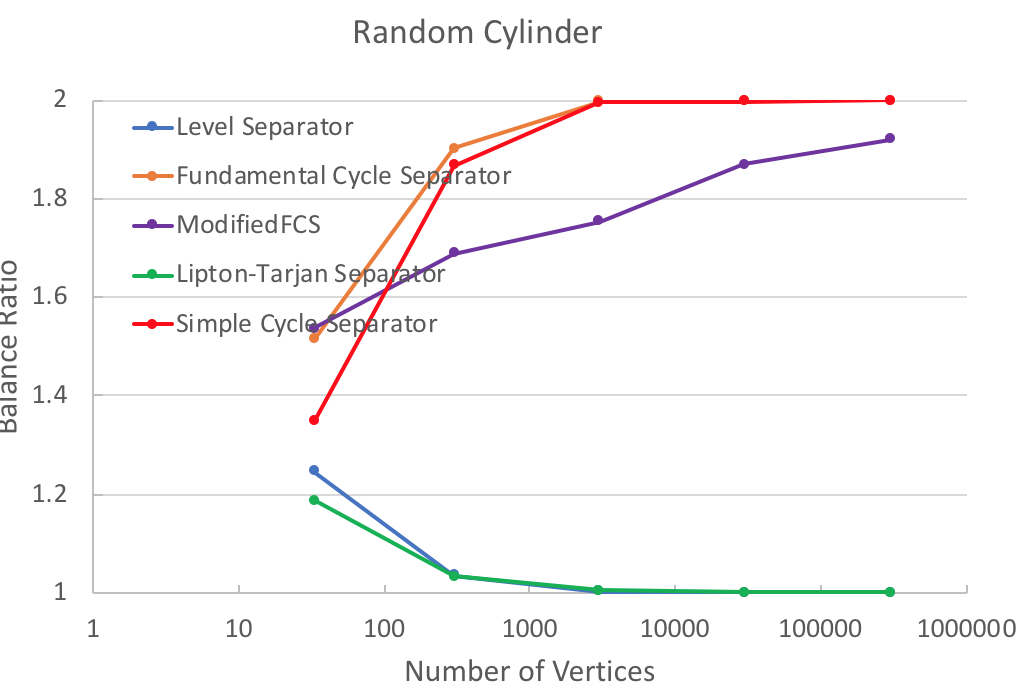 Random Cylinder
2
1.8
1.6
1.4
1.2
1
Balance Ratio
Level Separator
Fundamental Cycle Separator
ModifiedFCS
Lipton-Tarjan Separator
Simple Cycle Separator
1 10 100 1000 10000 100000 1000000
Number of Vertices